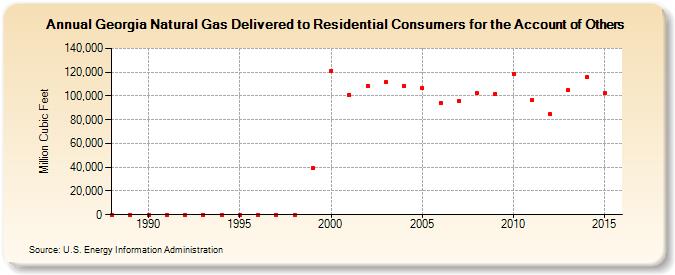 Annual Georgia Natural Gas Delivered to Residential Consumers for the Account of Others
Million Cubic Feet
140,000
120,000
100,000
80,000
60,000
40,000
20,000
0
1990 1995 2000 2005 2010 2015
Source: U.S. Energy Information Administration